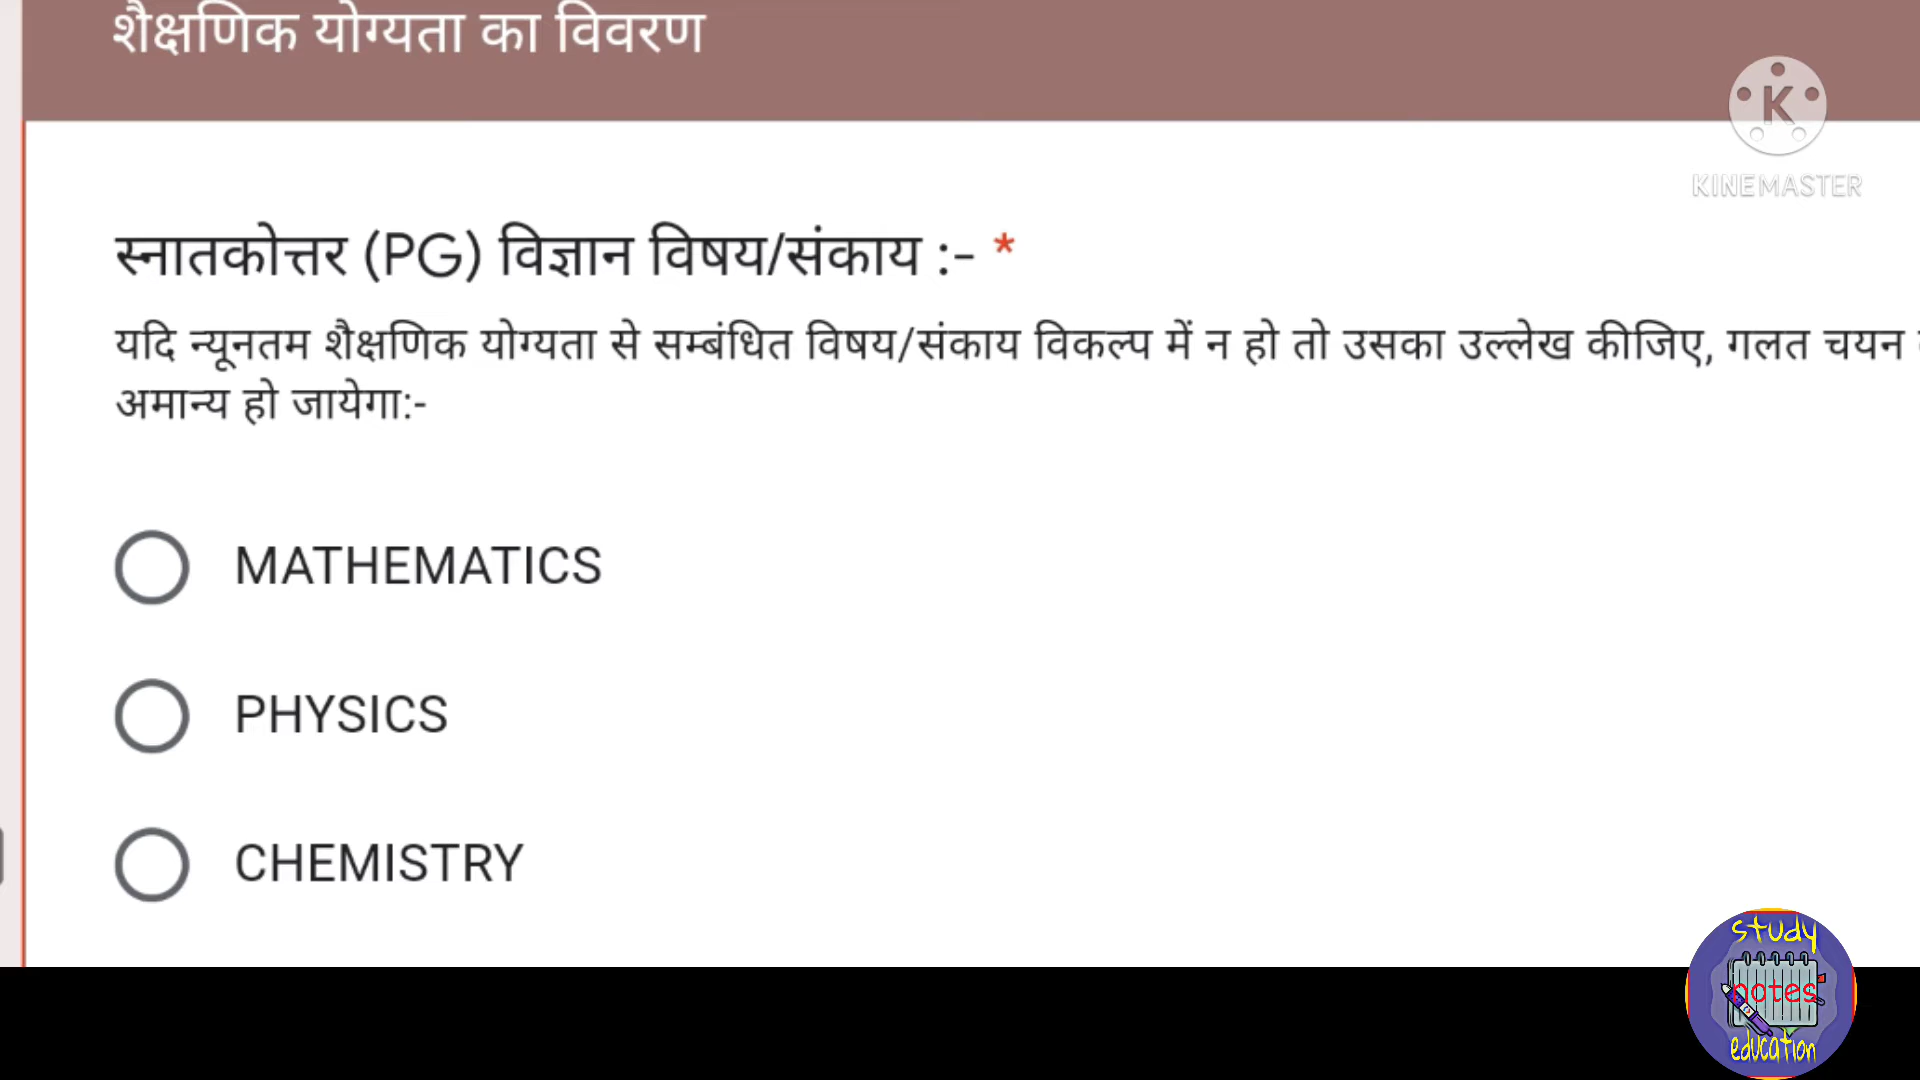 शैक्षणिक योग्यता का विवरण
K
KINEMASTER
स्नातकोत्तर (PG) विज्ञान विषय/संकाय :- *
यदि न्यूनतम शैक्षणिक योग्यता से सम्बंधित विषय/संकाय विकल्प में न हो तो उसका उल्लेख कीजिए, गलत चयन
अमान्य हो जायेगा:-
MATHEMATICS
PHYSICS
CHEMISTRY
study
notes
education